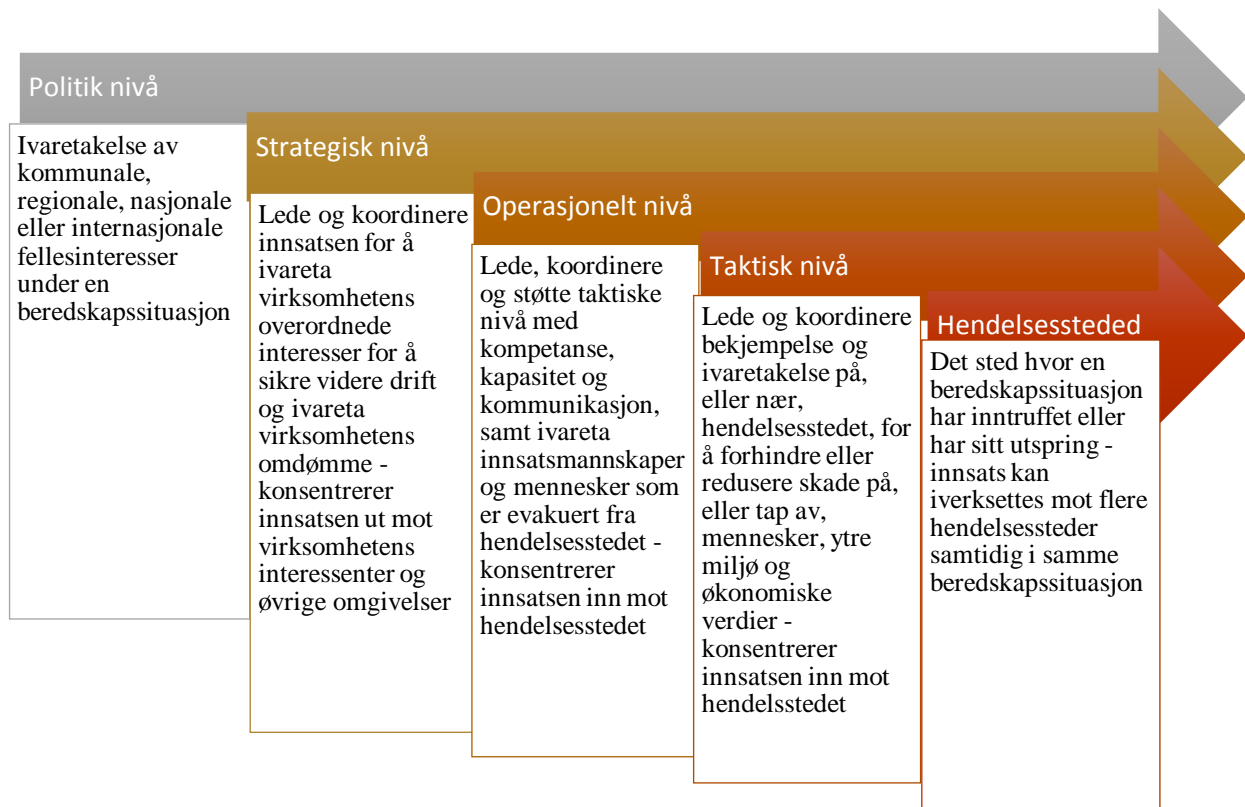 Politik nivå
Ivaretakelse av
kommunale,
regionale, nasjonale
eller internasjonale
fellesinteresser
under en
beredskapssituasjon
Strategisk nivå
Lede og koordinere
innsatsen for å
ivareta
virksomhetens
overordnede
interesser for å
sikre videre drift
og ivareta
virksomhetens
omdømme -
konsentrerer
innsatsen ut mot
virksomhetens
interessenter og
øvrige omgivelser
Operasjonelt nivå
Lede, koordinere
og støtte taktiske
nivå med
kompetanse,
kapasitet og
kommunikasjon,
samt ivareta
innsatsmannskaper
og mennesker som
er evakuert fra
hendelsesstedet -
konsentrerer
innsatsen inn mot
hendelsesstedet
Taktisk nivå
Lede og koordinere
bekjempelse og
ivaretakelse på,
eller nær,
hendelsesstedet, for
å forhindre eller
redusere skade på,
eller tap av,
mennesker, ytre
miljø og
økonomiske
verdier -
konsentrerer
innsatsen inn mot
hendelsstedet
Hendelsessteded
Det sted hvor en
beredskapssituasjon
har inntruffet eller
har sitt utspring -
innsats kan
iverksettes mot flere
hendelsessteder
samtidig i samme
beredskapssituasjon